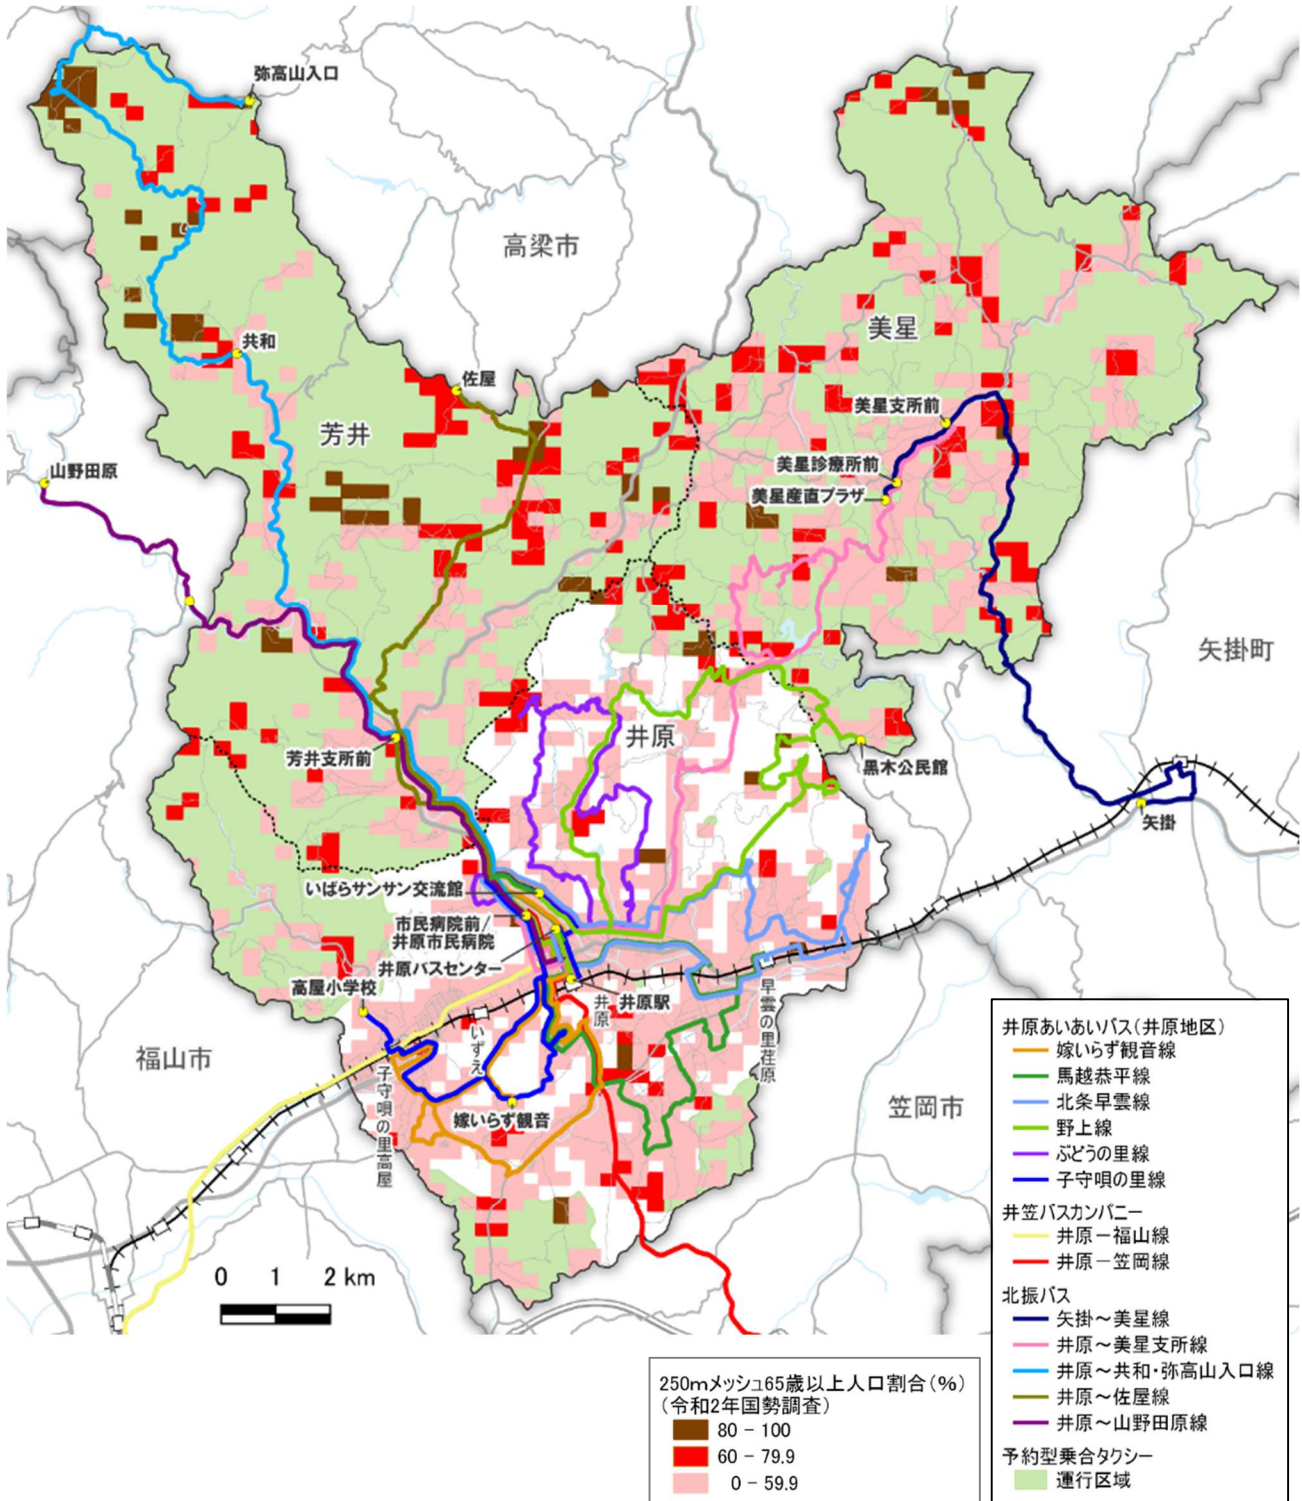 弥高山入口
高梁市
美星
共和
佐屋
芳井
美星支所前
山野田原
美星診療所前
美星産直プラザ
矢掛町
井原
芳井支所前
黒木公民館
矢掛
いばらサンサン交流館
市民病院前/
井原市民病院
井原バスセンター
高屋小学校
井原駅
井原
早雲の里荏原
いずえ
福山市
子守唄の里高屋
嫁いらず観音
笠岡市
0 1 2 km
井原あいあいバス(井原地区)
嫁いらず観音線
馬越恭平線
北条早雲線
野上線
ぶどうの里線
子守唄の里線
井笠バスカンパニー
井原－福山線
井原－笠岡線
北振バス
矢掛～美星線
井原～美星支所線
井原～共和・弥高山入口線
井原～佐屋線
井原～山野田原線
予約型乗合タクシー
運行区域
250mメッシュ65歳以上人口割合(%)
(令和2年国勢調査)
80 - 100
60 - 79.9
0 - 59.9